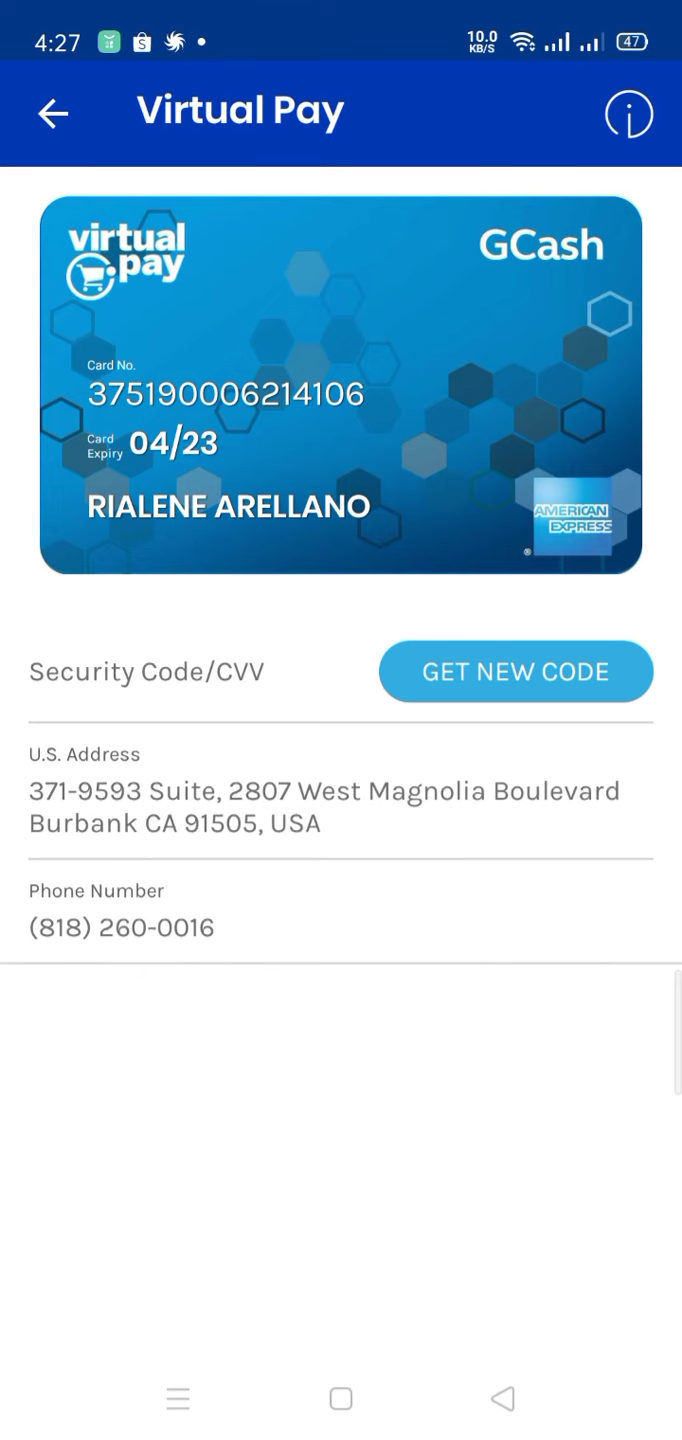 4:27
10.0
KB/S
47
Virtual Pay
virtual
pay
GCash
Card No.
375190006214106
Card
Expiry 04/23
RIALENE ARELLANO
AMERICAN
EXPRESS
®
Security Code/CVV
GET NEW CODE
U.S. Address
371-9593 Suite, 2807 West Magnolia Boulevard
Burbank CA 91505, USA
Phone Number
(818) 260-0016